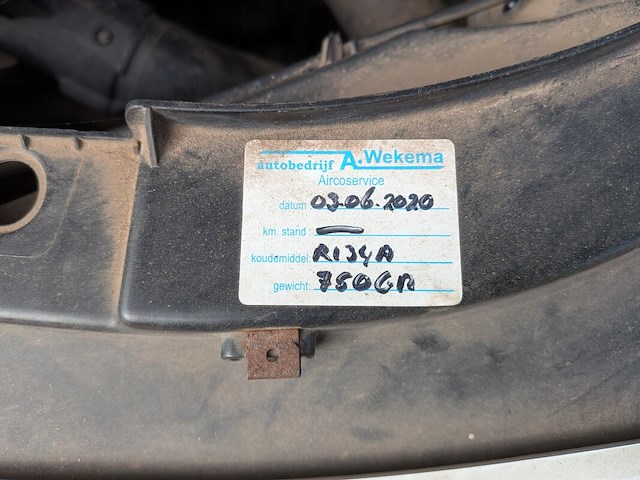 autobedrijf A.Wekema
Aircoservice
datum 03-06-2020
km. stand : —
koudemiddel: R134A
gewicht: 750GR